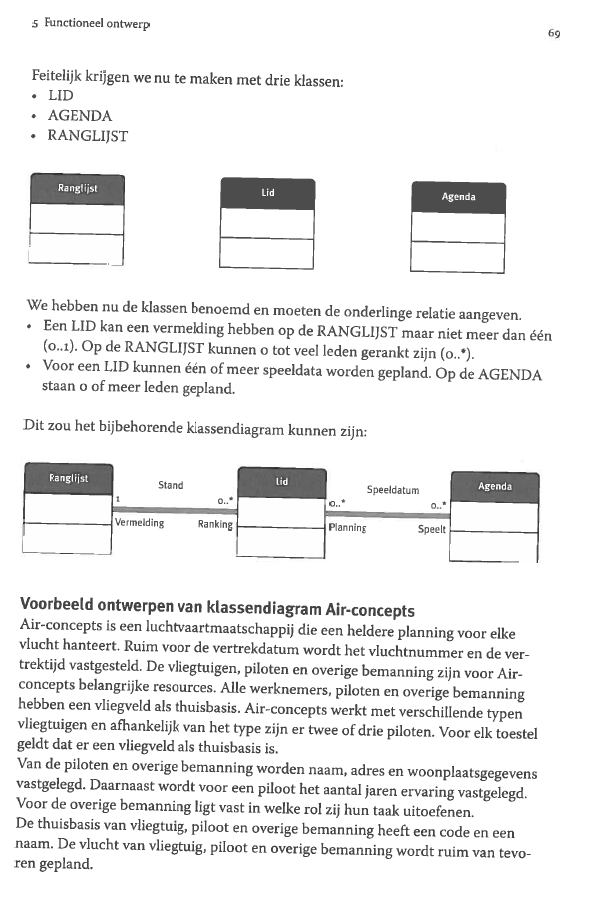 5 Functioneel ontwerp
69
Feitelijk krijgen we nu te maken met drie klassen:
• LID
• AGENDA
• RANGLIJST
Ranglijst
Lid
Agenda
We hebben nu de klassen benoemd en moeten de onderlinge relatie aangeven.
• Een LID kan een vermelding hebben op de RANGLIJST maar niet meer dan één
(0..1). Op de RANGLIJST kunnen 0 tot veel leden gerankt zijn (0..*).
• Voor een LID kunnen één of meer speeldata worden gepland. Op de AGENDA
staan 0 of meer leden gepland.
Dit zou het bijbehorende klassendiagram kunnen zijn:
Ranglijst
Stand
Lid
Speeldatum
Agenda
1
0..*
0..*
0..*
Vermelding
Ranking
Planning
Speelt
Voorbeeld ontwerpen van klassendiagram Air-concepts
Air-concepts is een luchtvaartmaatschappij die een heldere planning voor elke
vlucht hanteert. Ruim voor de vertrekdatum wordt het vluchtnummer en de ver-
trektijd vastgesteld. De vliegtuigen, piloten en overige bemanning zijn voor Air-
concepts belangrijke resources. Alle werknemers, piloten en overige bemanning
hebben een vliegveld als thuisbasis. Air-concepts werkt met verschillende typen
vliegtuigen en afhankelijk van het type zijn er twee of drie piloten. Voor elk toestel
geldt dat er een vliegveld als thuisbasis is.
Van de piloten en overige bemanning worden naam, adres en woonplaatsgegevens
vastgelegd. Daarnaast wordt voor een piloot het aantal jaren ervaring vastgelegd.
Voor de overige bemanning ligt vast in welke rol zij hun taak uitoefenen.
De thuisbasis van vliegtuig, piloot en overige bemanning heeft een code en een
naam. De vlucht van vliegtuig, piloot en overige bemanning wordt ruim van tevo-
ren gepland.